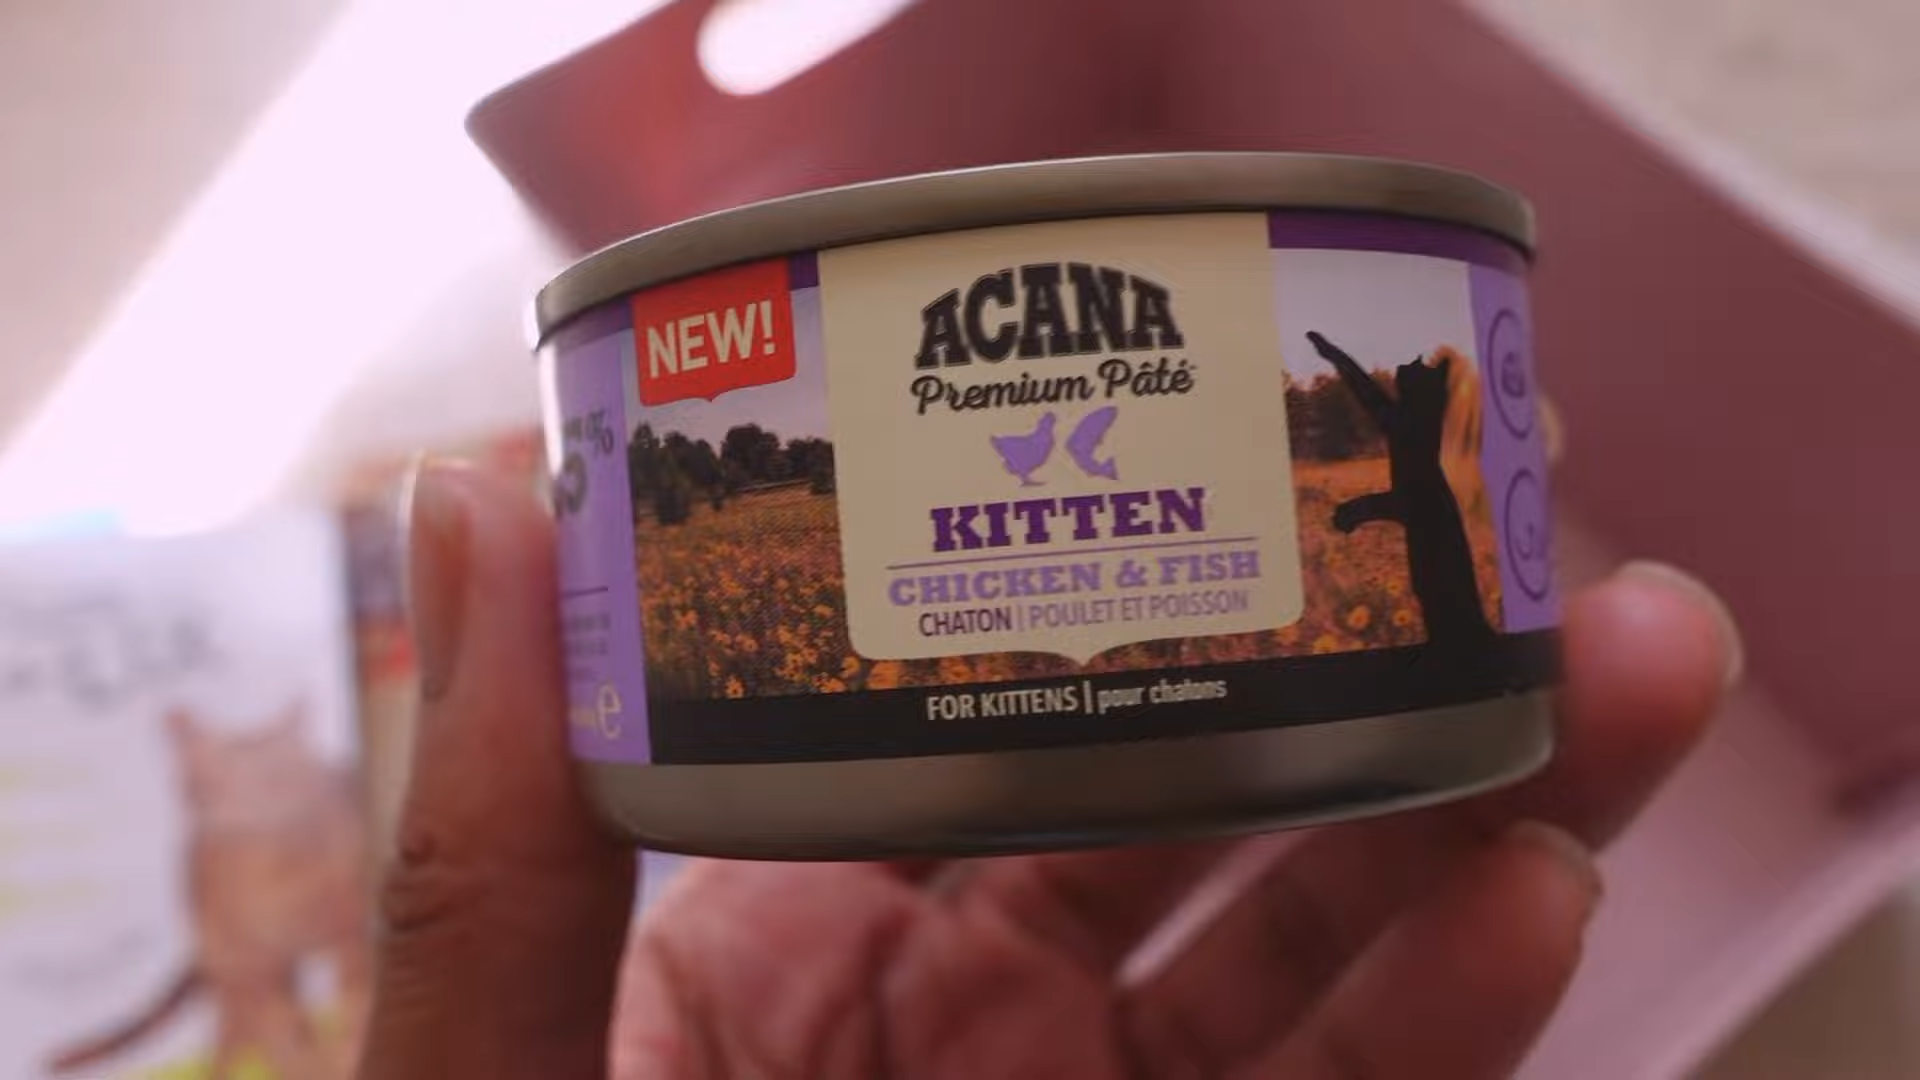 NEW!
ACANA
Premium Pâté
KITTEN
CHICKEN & FISH
CHATON | POULET ET POISSON
FOR KITTENS | pour chatons
e